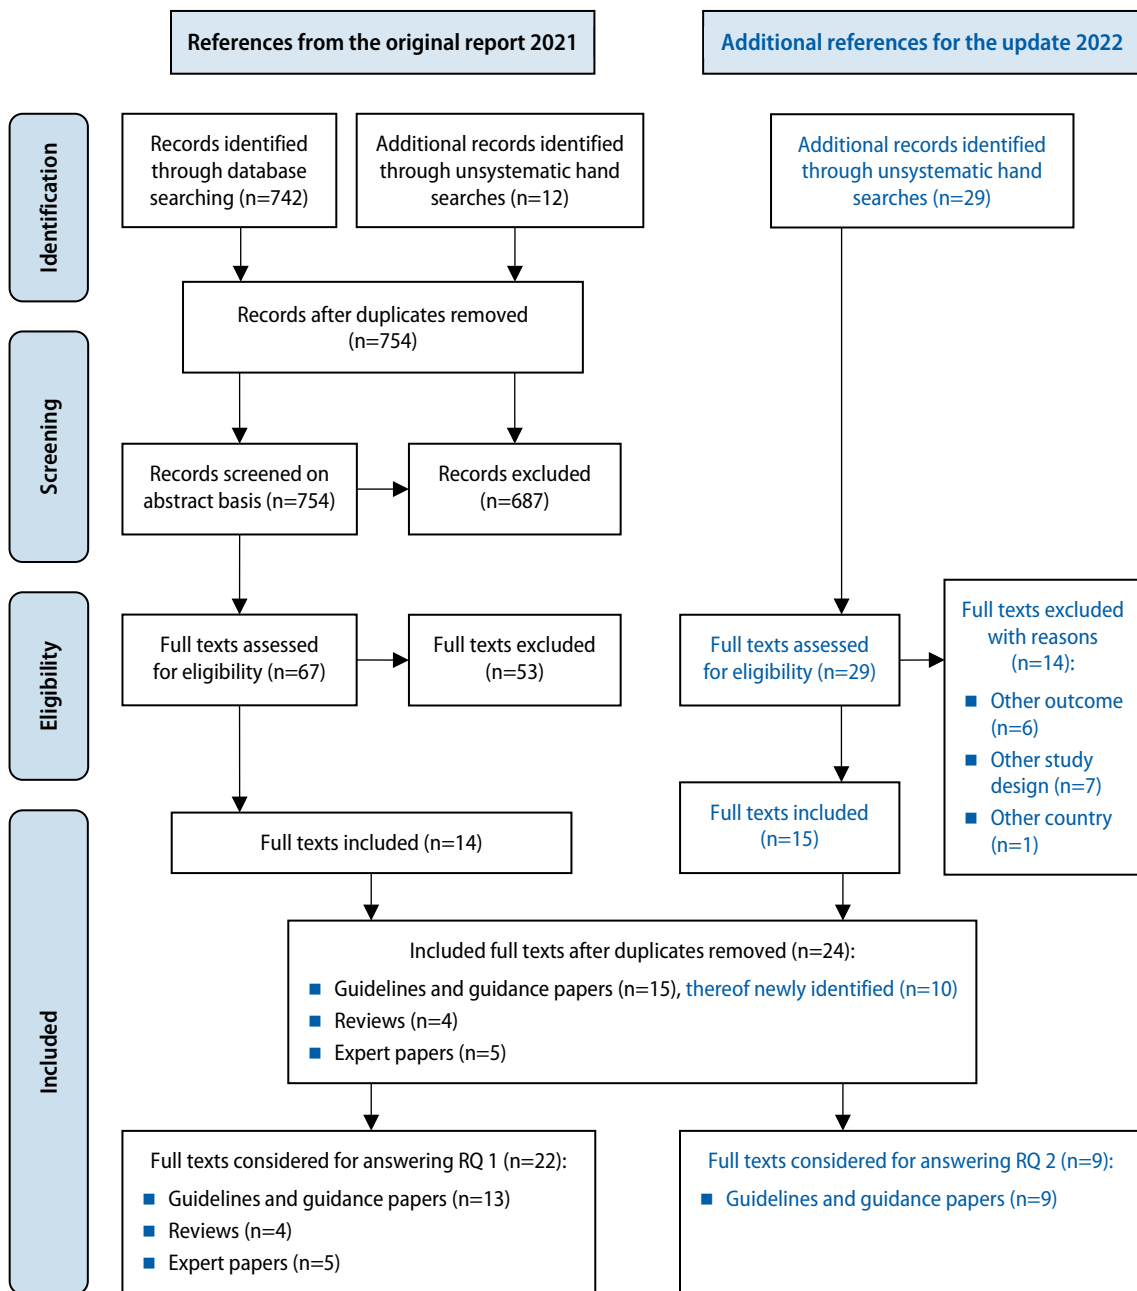 References from the original report 2021
Additional references for the update 2022
Identification
Records identified
through database
searching (n=742)
Additional records identified
through unsystematic hand
searches (n=12)
Additional records identified
through unsystematic hand
searches (n=29)
Records after duplicates removed
(n=754)
Screening
Records screened on
abstract basis (n=754)
Records excluded
(n=687)
Eligibility
Full texts assessed
for eligibility (n=67)
Full texts excluded
(n=53)
Full texts assessed
for eligibility (n=29)
Full texts excluded
with reasons
(n=14):
■ Other outcome
(n=6)
■ Other study
design (n=7)
■ Other country
(n=1)
Included
Full texts included (n=14)
Full texts included
(n=15)
Included full texts after duplicates removed (n=24):
■ Guidelines and guidance papers (n=15), thereof newly identified (n=10)
■ Reviews (n=4)
■ Expert papers (n=5)
Full texts considered for answering RQ 1 (n=22):
■ Guidelines and guidance papers (n=13)
■ Reviews (n=4)
■ Expert papers (n=5)
Full texts considered for answering RQ 2 (n=9):
■ Guidelines and guidance papers (n=9)